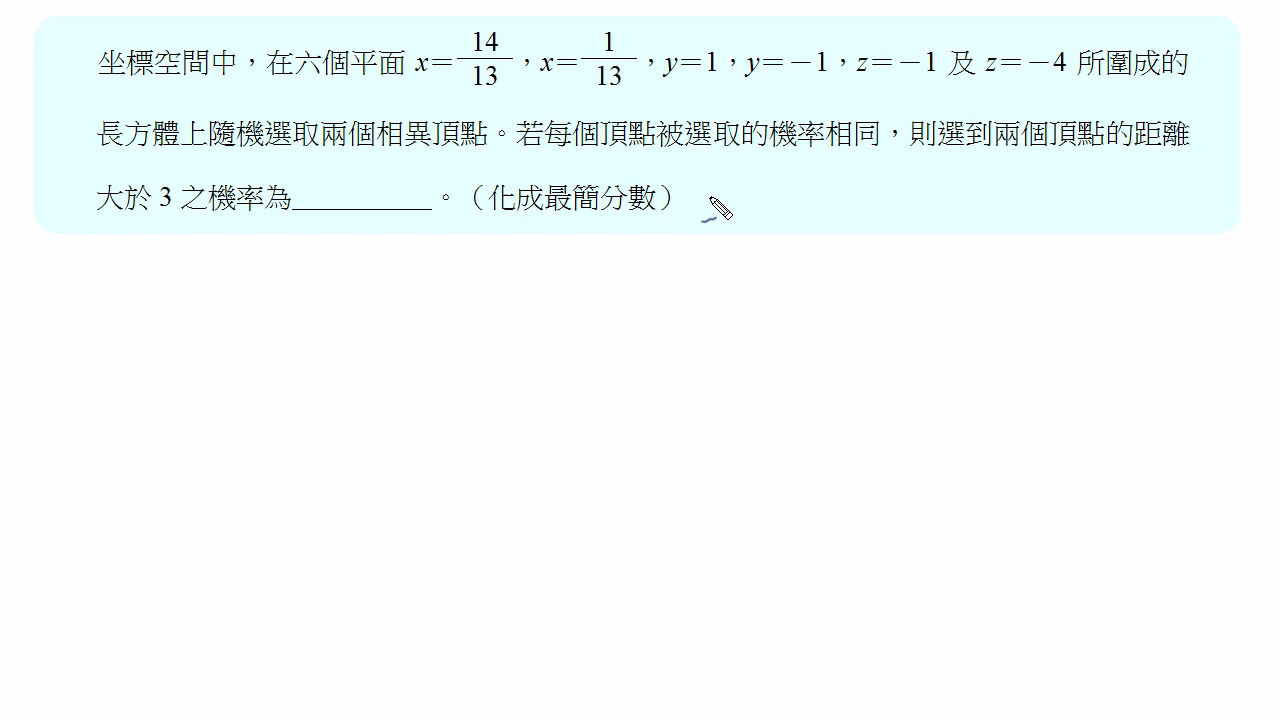 坐標空間中，在六個平面 x＝14/13，x＝1/13，y＝1，y＝－1，z＝－1 及 z＝－4 所圍成的
長方體上隨機選取兩個相異頂點。若每個頂點被選取的機率相同，則選到兩個頂點的距離
大於 3 之機率為__________。（化成最簡分數）